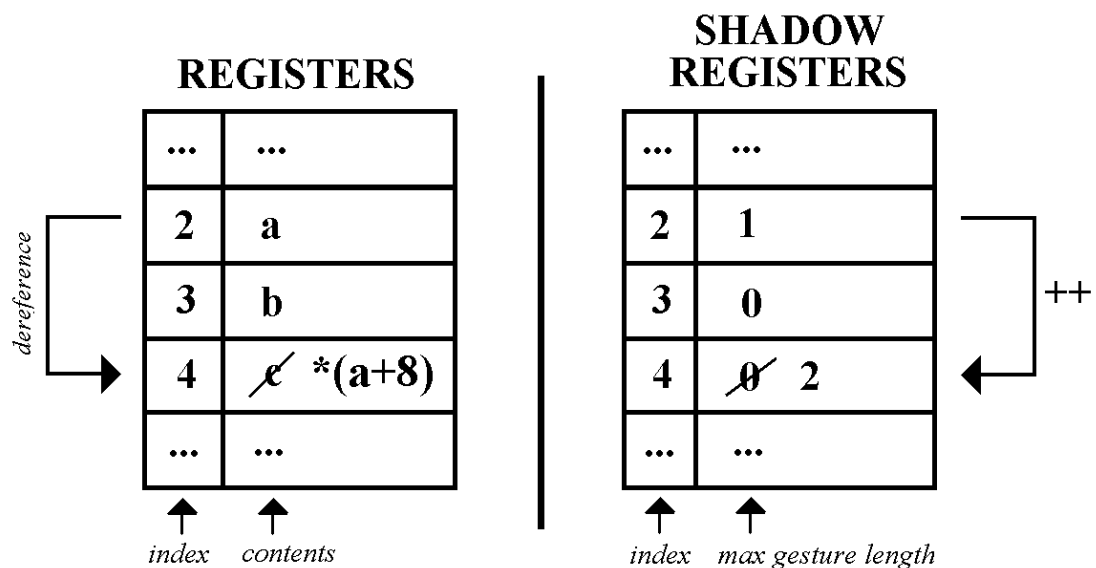 REGISTERS
... ...
2 a
3 b
4 c *(a+8)
... ...
dereference
index contents
SHADOW
REGISTERS
... ...
2 1
3 0
4 0 2
... ...
++
index max gesture length